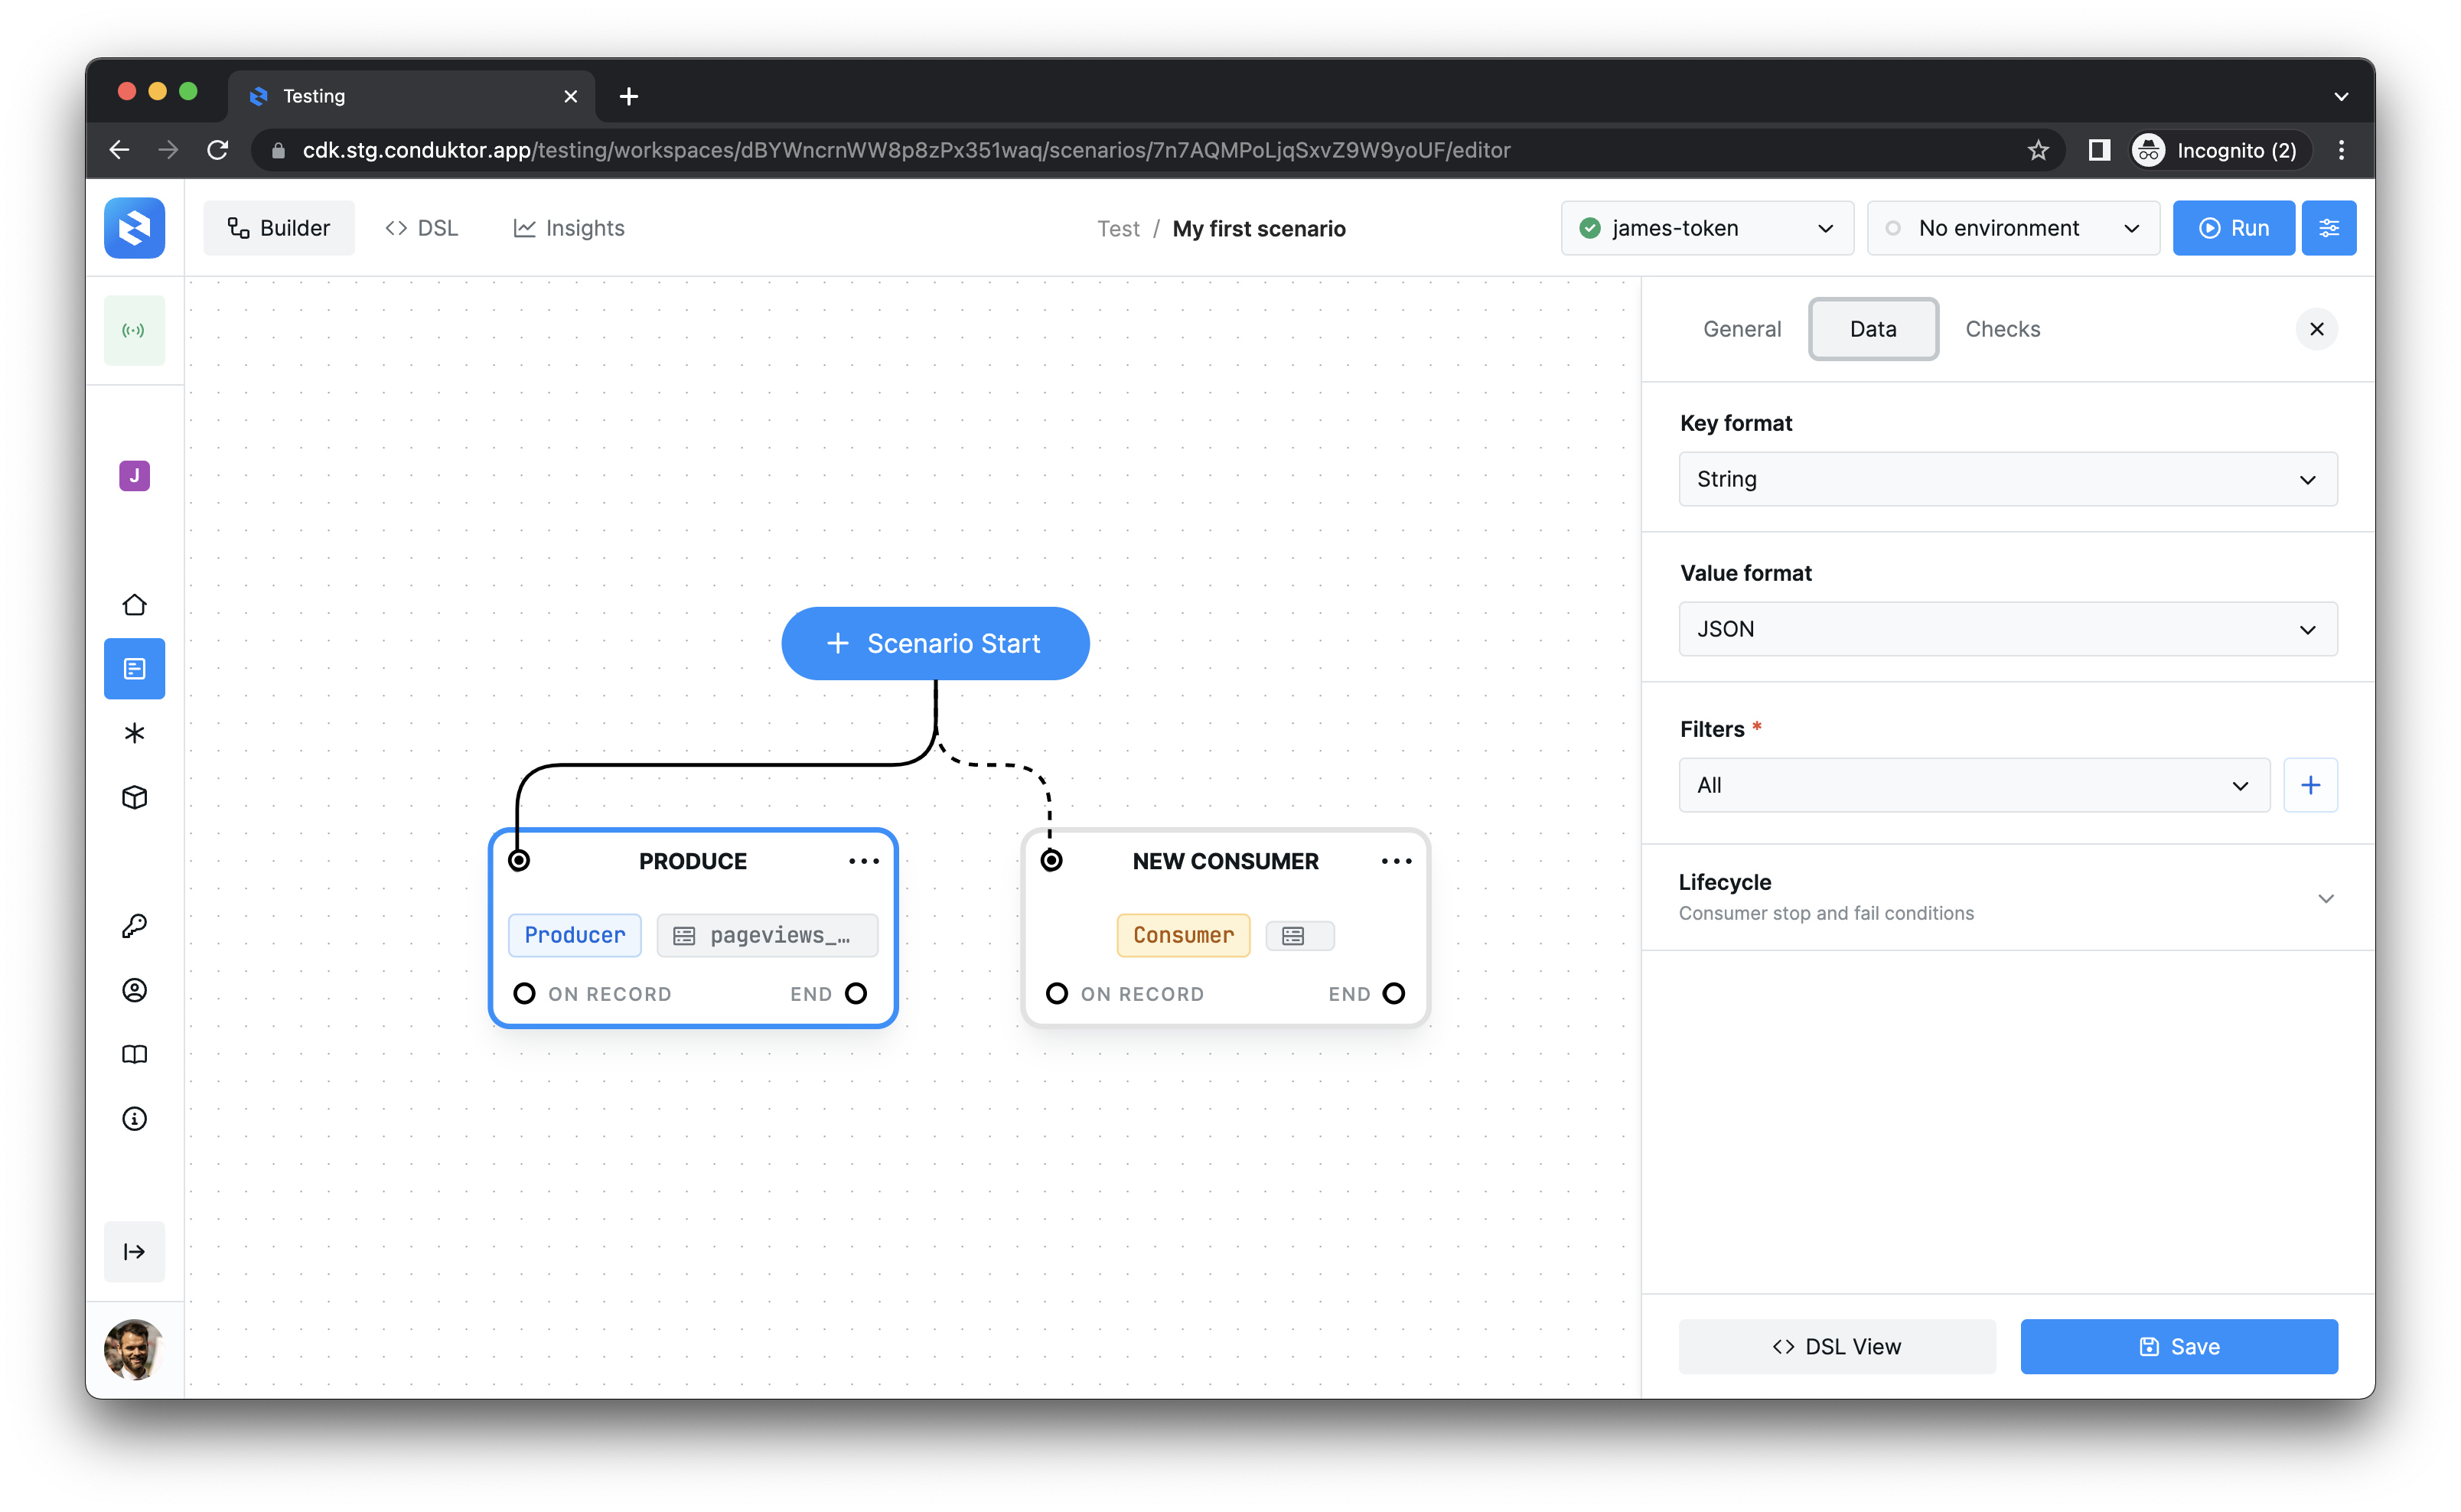 Testing
cdk.stg.conduktor.app/testing/workspaces/dBYWncrnWW8p8zPx351waq/scenarios/7n7AQMPoLjqSxvZ9W9yoUF/editor
Incognito (2)
Builder
DSL
Insights
Test / My first scenario
james-token
No environment
Run
J
General
Data
Checks
Key format
String
Value format
JSON
Filters *
All
Lifecycle
Consumer stop and fail conditions
Scenario Start
PRODUCE
Producer
pageviews_...
ON RECORD
END
NEW CONSUMER
Consumer
ON RECORD
END
DSL View
Save